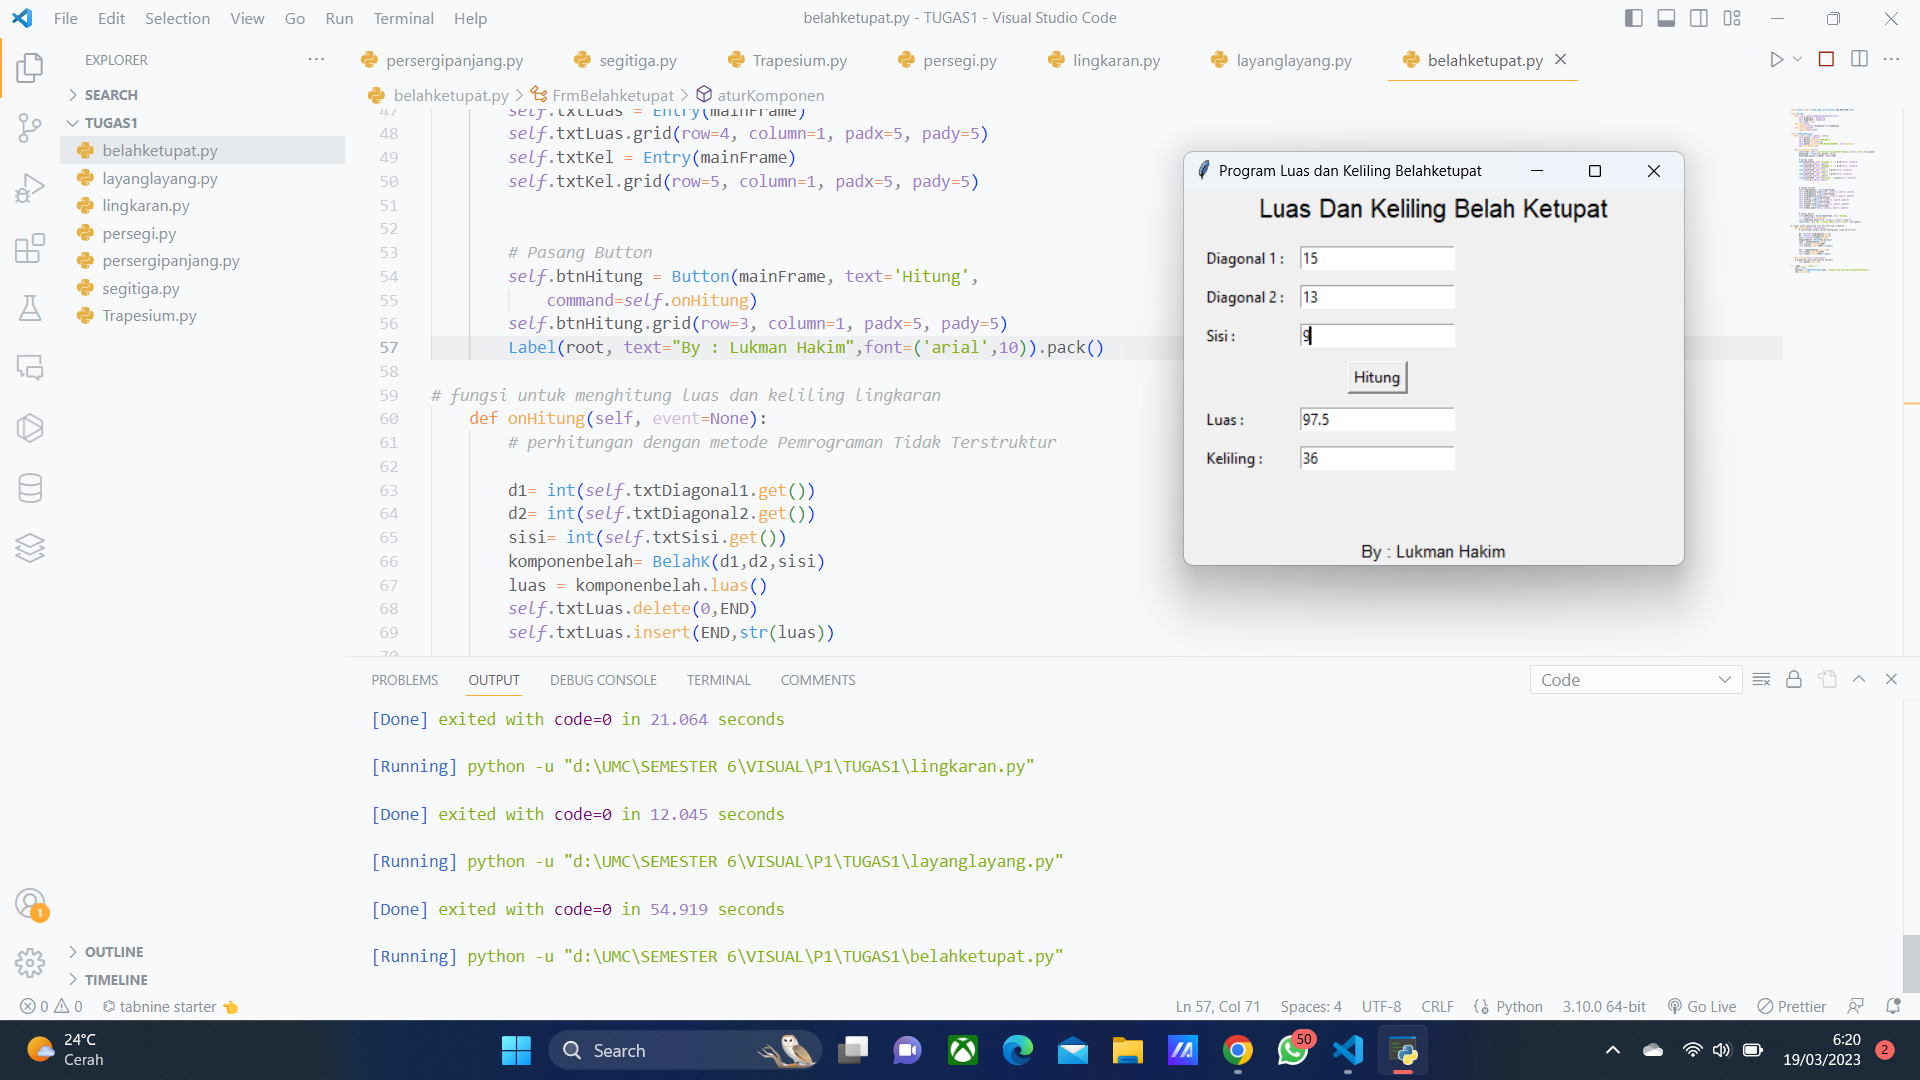 File Edit Selection View Go Run Terminal Help
belahketupat.py - TUGAS1 - Visual Studio Code
EXPLORER
SEARCH
TUGAS1
belahketupat.py
layanglayang.py
lingkaran.py
persegi.py
persergipanjang.py
segitiga.py
Trapesium.py
OUTLINE
TIMELINE
persergipanjang.py segitiga.py Trapesium.py persegi.py lingkaran.py layanglayang.py belahketupat.py
belahketupat.py > FrmBelahketupat > aturKomponen
47 self.txtLuas = Entry(mainFrame)
48 self.txtLuas.grid(row=4, column=1, padx=5, pady=5)
49 self.txtKel = Entry(mainFrame)
50 self.txtKel.grid(row=5, column=1, padx=5, pady=5)
51
52
53 # Pasang Button
54 self.btnHitung = Button(mainFrame, text='Hitung',
55 command=self.onHitung)
56 self.btnHitung.grid(row=3, column=1, padx=5, pady=5)
57 Label(root, text="By : Lukman Hakim",font=('arial',10)).pack()
58
59 # fungsi untuk menghitung luas dan keliling lingkaran
60 def onHitung(self, event=None):
61 # perhitungan dengan metode Pemrograman Tidak Terstruktur
62
63 d1= int(self.txtDiagonal1.get())
64 d2= int(self.txtDiagonal2.get())
65 sisi= int(self.txtSisi.get())
66 komponenbelah= BelahK(d1,d2,sisi)
67 luas = komponenbelah.luas()
68 self.txtLuas.delete(0,END)
69 self.txtLuas.insert(END,str(luas))
70
Program Luas dan Keliling Belahketupat
Luas Dan Keliling Belah Ketupat
Diagonal 1 : 15
Diagonal 2 : 13
Sisi : 9
Hitung
Luas : 97.5
Keliling : 36
By : Lukman Hakim
PROBLEMS OUTPUT DEBUG CONSOLE TERMINAL COMMENTS
Code
[Done] exited with code=0 in 21.064 seconds
[Running] python -u "d:\UMC\SEMESTER 6\VISUAL\P1\TUGAS1\lingkaran.py"
[Done] exited with code=0 in 12.045 seconds
[Running] python -u "d:\UMC\SEMESTER 6\VISUAL\P1\TUGAS1\layanglayang.py"
[Done] exited with code=0 in 54.919 seconds
[Running] python -u "d:\UMC\SEMESTER 6\VISUAL\P1\TUGAS1\belahketupat.py"
1
0 0 tabnine starter
Ln 57, Col 71 Spaces: 4 UTF-8 CRLF Python 3.10.0 64-bit Go Live Prettier
24°C
Cerah
Search
50
6:20
19/03/2023
2